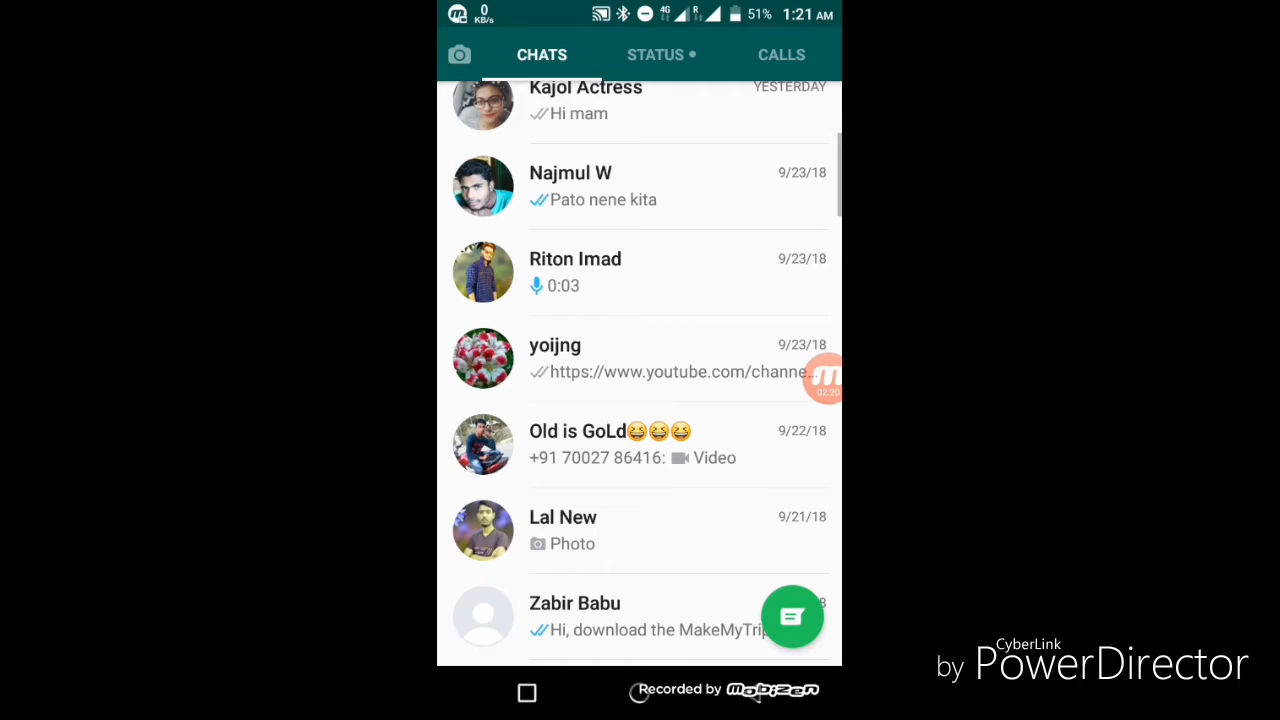 0
KB/s
4G
R
51%
1:21 AM
CHATS
STATUS
CALLS
Kajol Actress
YESTERDAY
Hi mam
Najmul W
9/23/18
Pato nene kita
Riton Imad
9/23/18
0:03
yoijng
9/23/18
https://www.youtube.com/channe...
02:20
Old is GoLd😆😆😆
9/22/18
+91 70027 86416: Video
Lal New
9/21/18
Photo
Zabir Babu
8
Hi, download the MakeMyTrip
Recorded by Mobizen
CyberLink
by PowerDirector